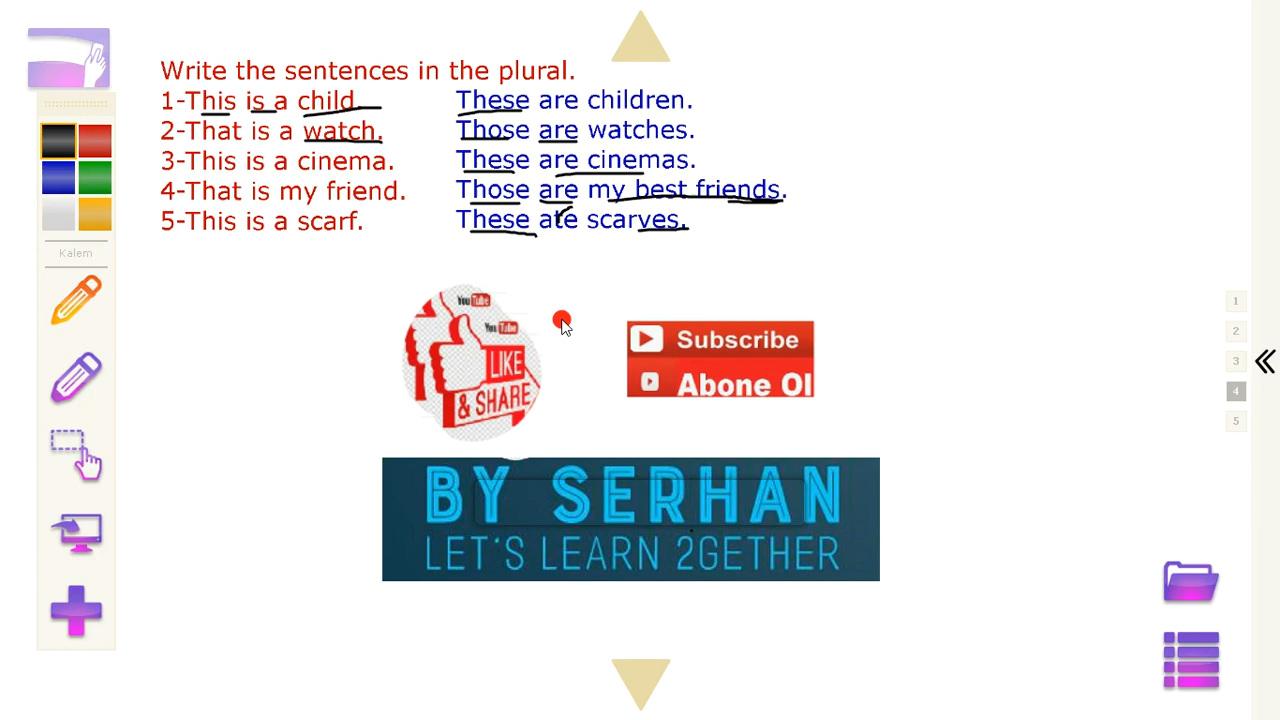 Write the sentences in the plural.
1-This is a child. These are children.
2-That is a watch. Those are watches.
3-This is a cinema. These are cinemas.
4-That is my friend. Those are my best friends.
5-This is a scarf. These are scarves.
Kalem
YouTube
YouTube
LIKE
& SHARE
Subscribe
Abone Ol
BY SERHAN
LET'S LEARN 2GETHER
1
2
3
4
5